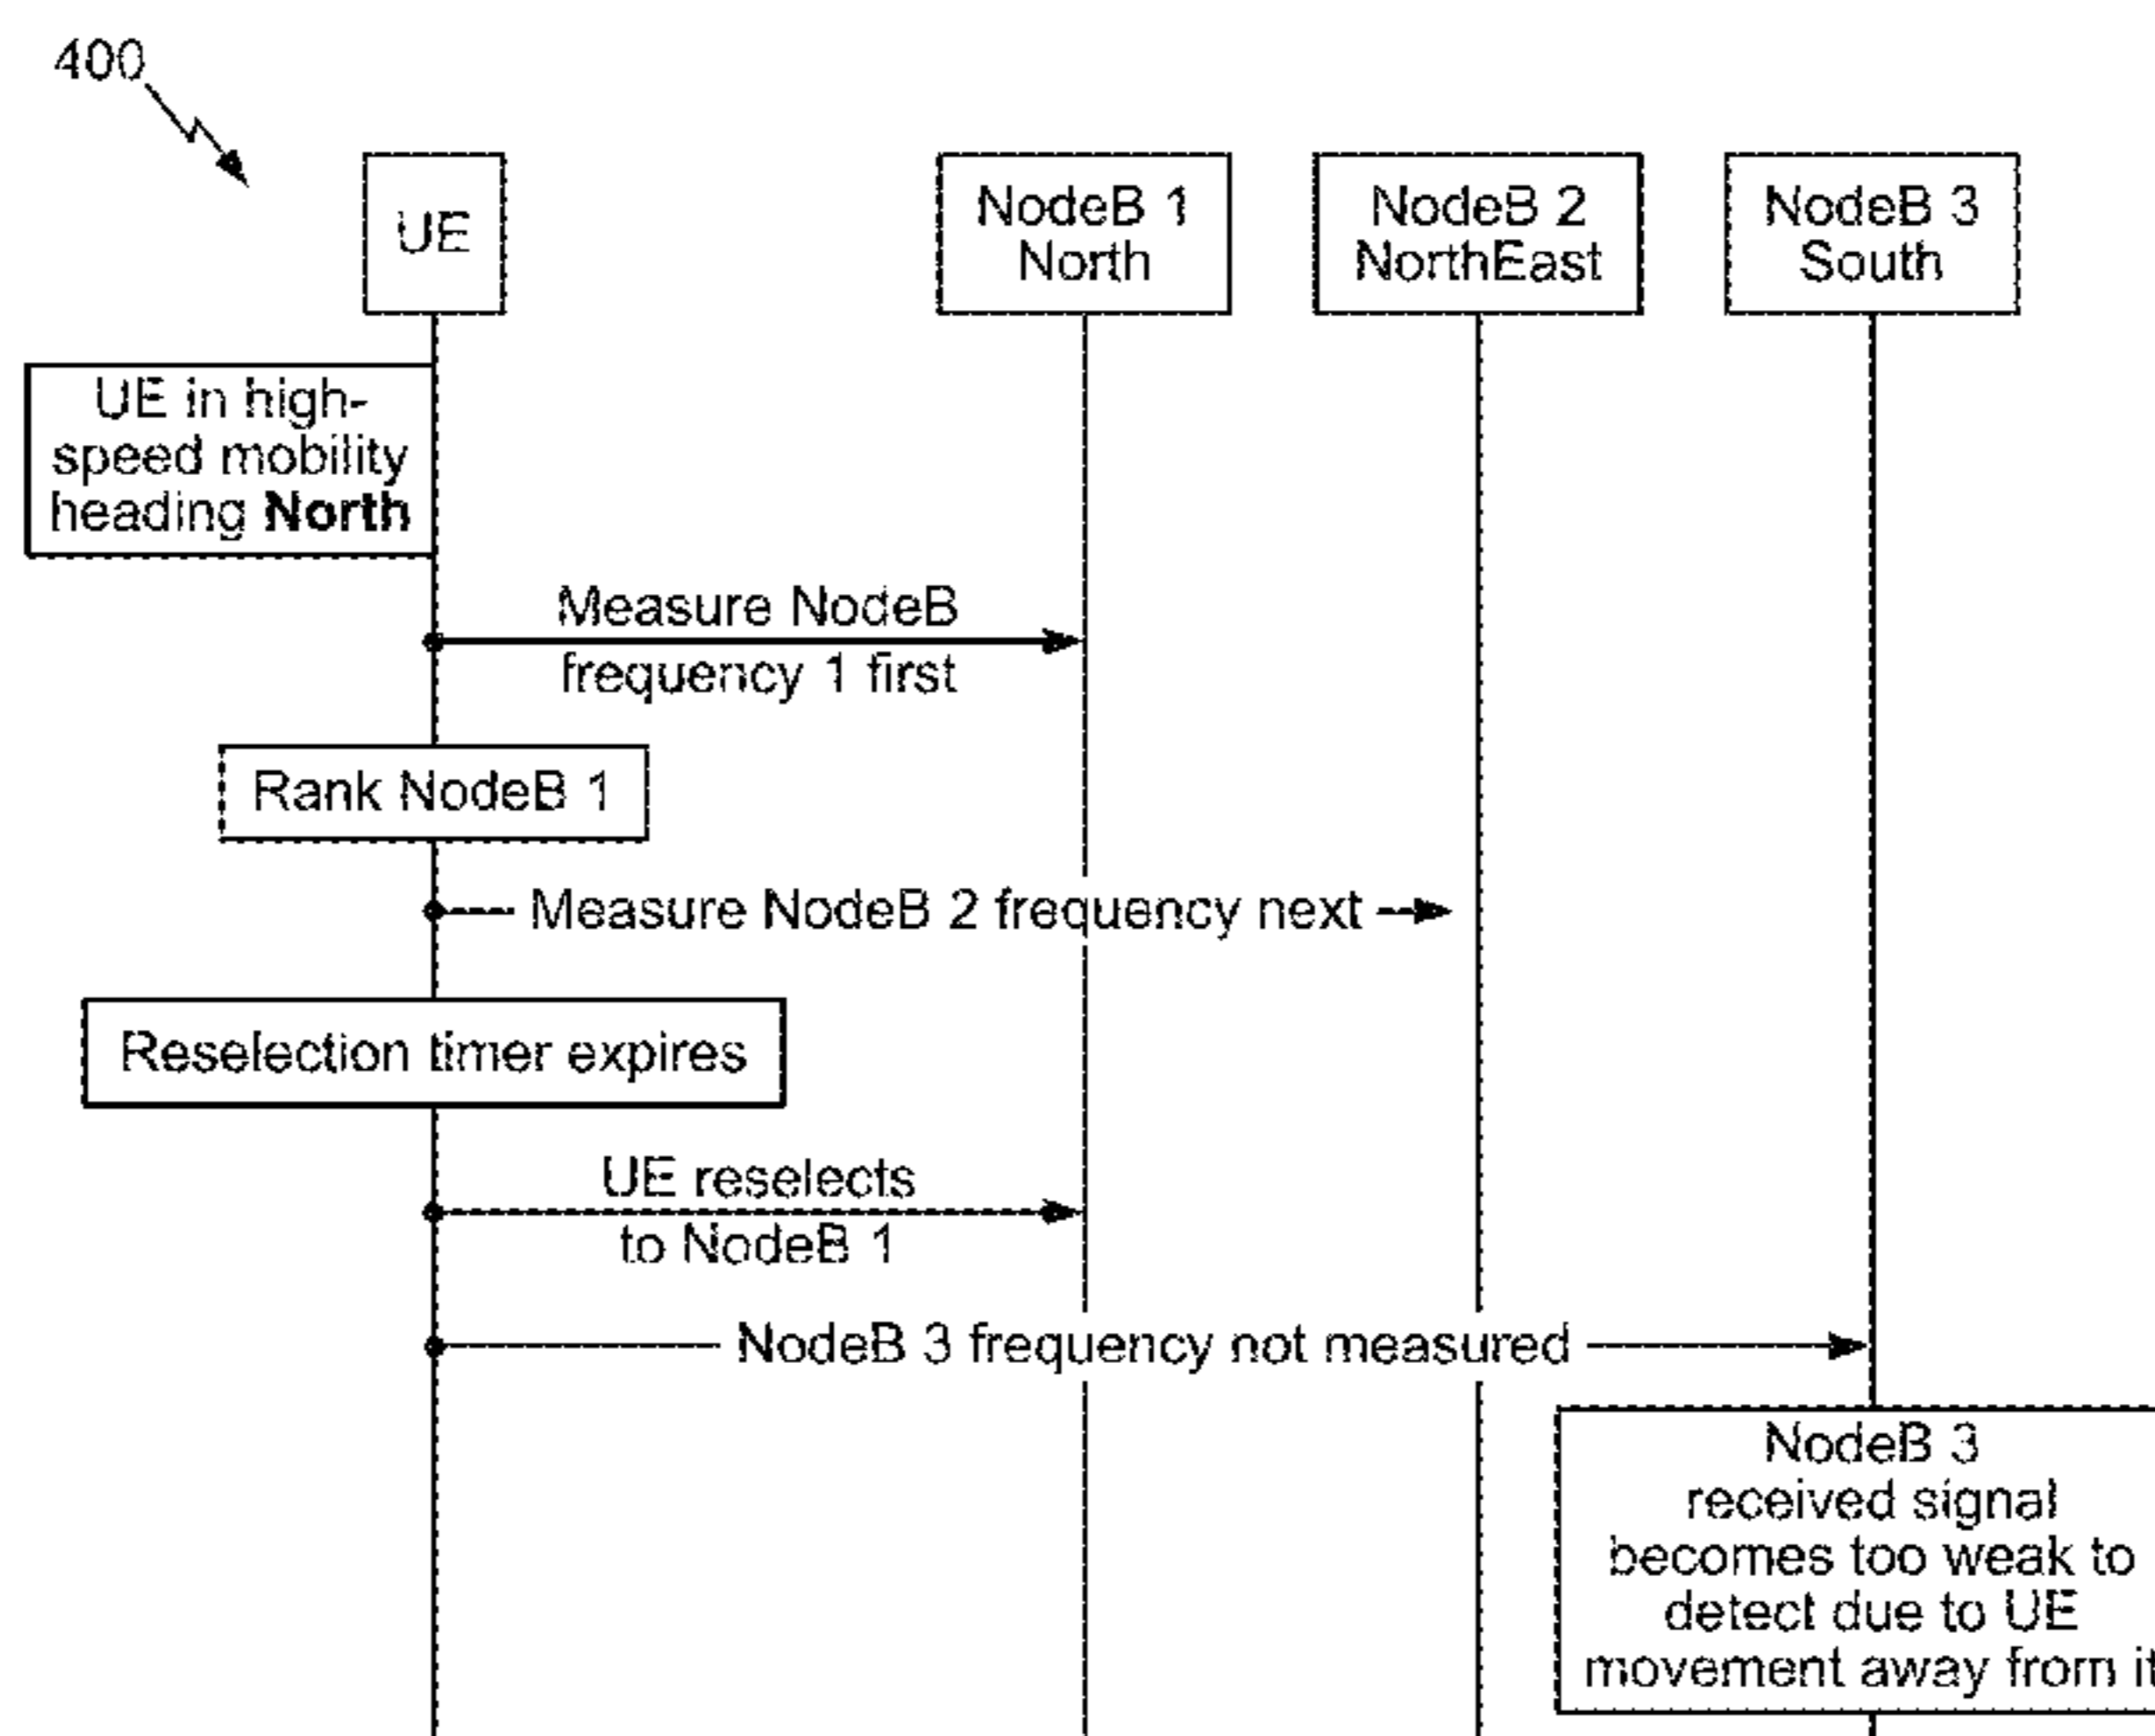 400
UE
NodeB 1
North
NodeB 2
NorthEast
NodeB 3
South
UE in high-
speed mobility
heading North
Measure NodeB
frequency 1 first
Rank NodeB 1
Measure NodeB 2 frequency next
Reselection timer expires
UE reselects
to NodeB 1
NodeB 3 frequency not measured
NodeB 3
received signal
becomes too weak to
detect due to UE
movement away from it